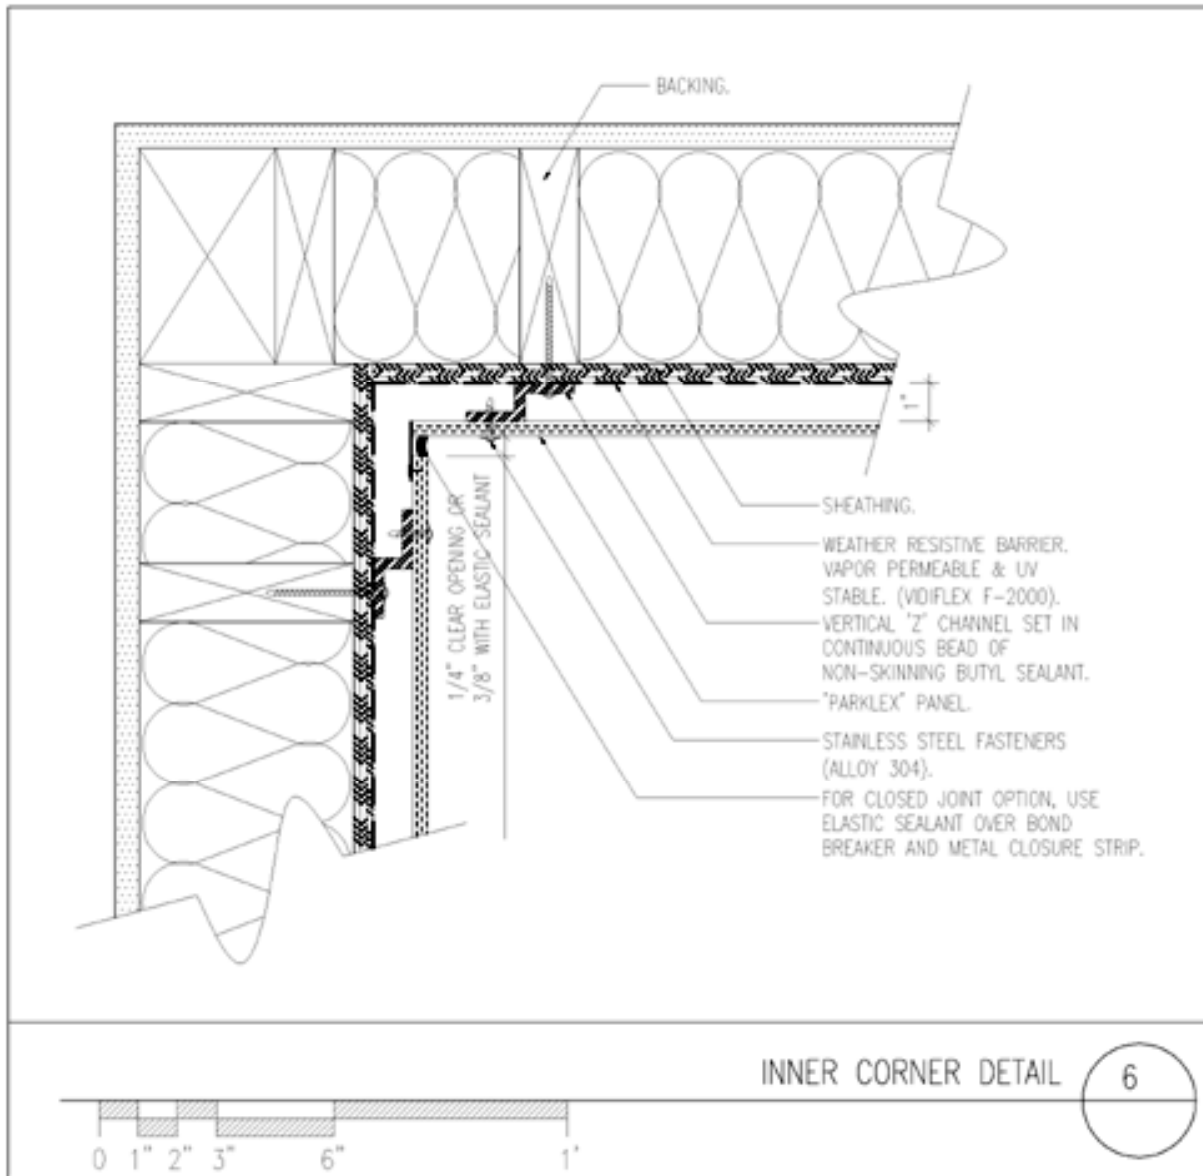 BACKING.
1"
1/4" CLEAR OPENING OR
3/8" WITH ELASTIC SEALANT
SHEATHING.
WEATHER RESISTIVE BARRIER.
VAPOR PERMEABLE & UV
STABLE. (VIDIFLEX F-2000).
VERTICAL "Z" CHANNEL SET IN
CONTINUOUS BEAD OF
NON-SKINNING BUTYL SEALANT.
"PARKLEX" PANEL.
STAINLESS STEEL FASTENERS
(ALLOY 304).
FOR CLOSED JOINT OPTION, USE
ELASTIC SEALANT OVER BOND
BREAKER AND METAL CLOSURE STRIP.
INNER CORNER DETAIL 6
0 1" 2" 3" 6" 1'